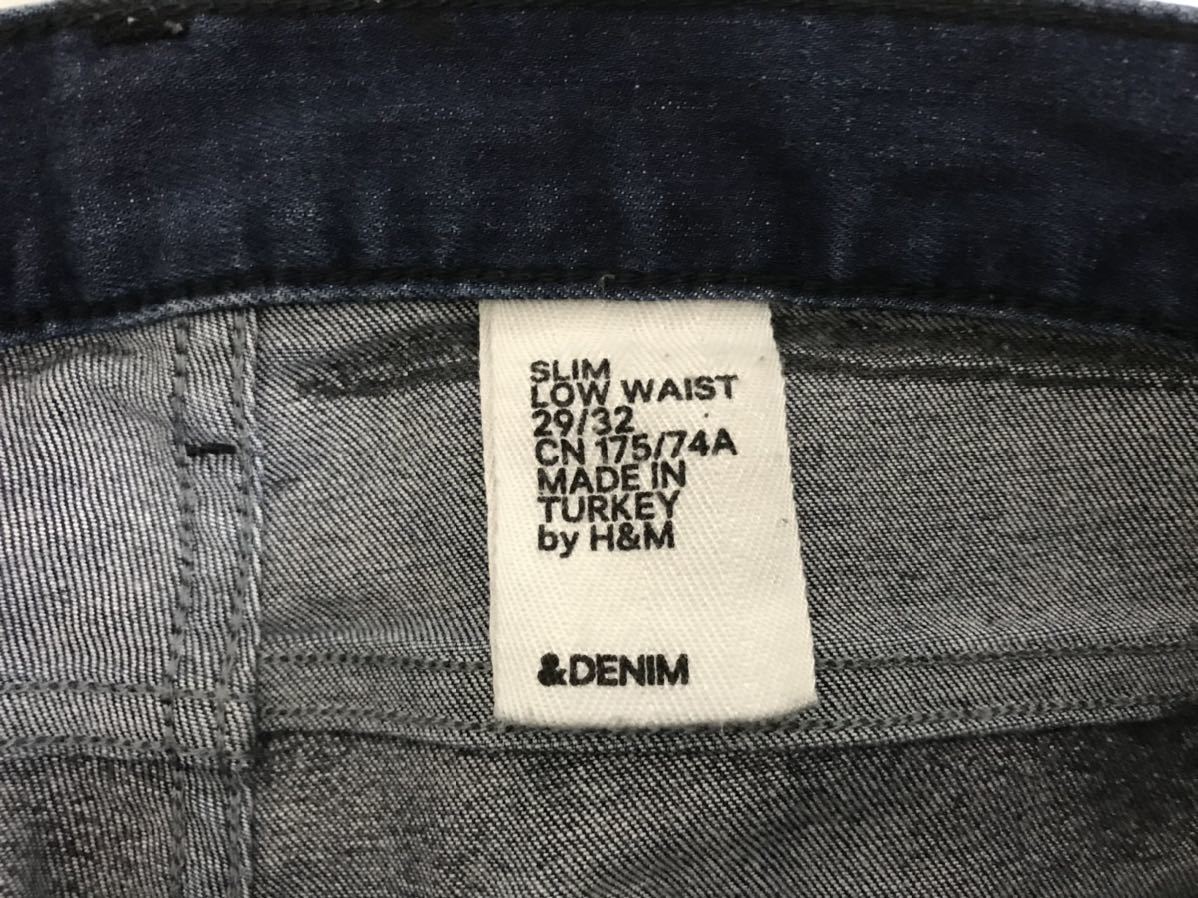 SLIM
LOW WAIST
29/32
CN 175/74A
MADE IN
TURKEY
by H&M
&DENIM